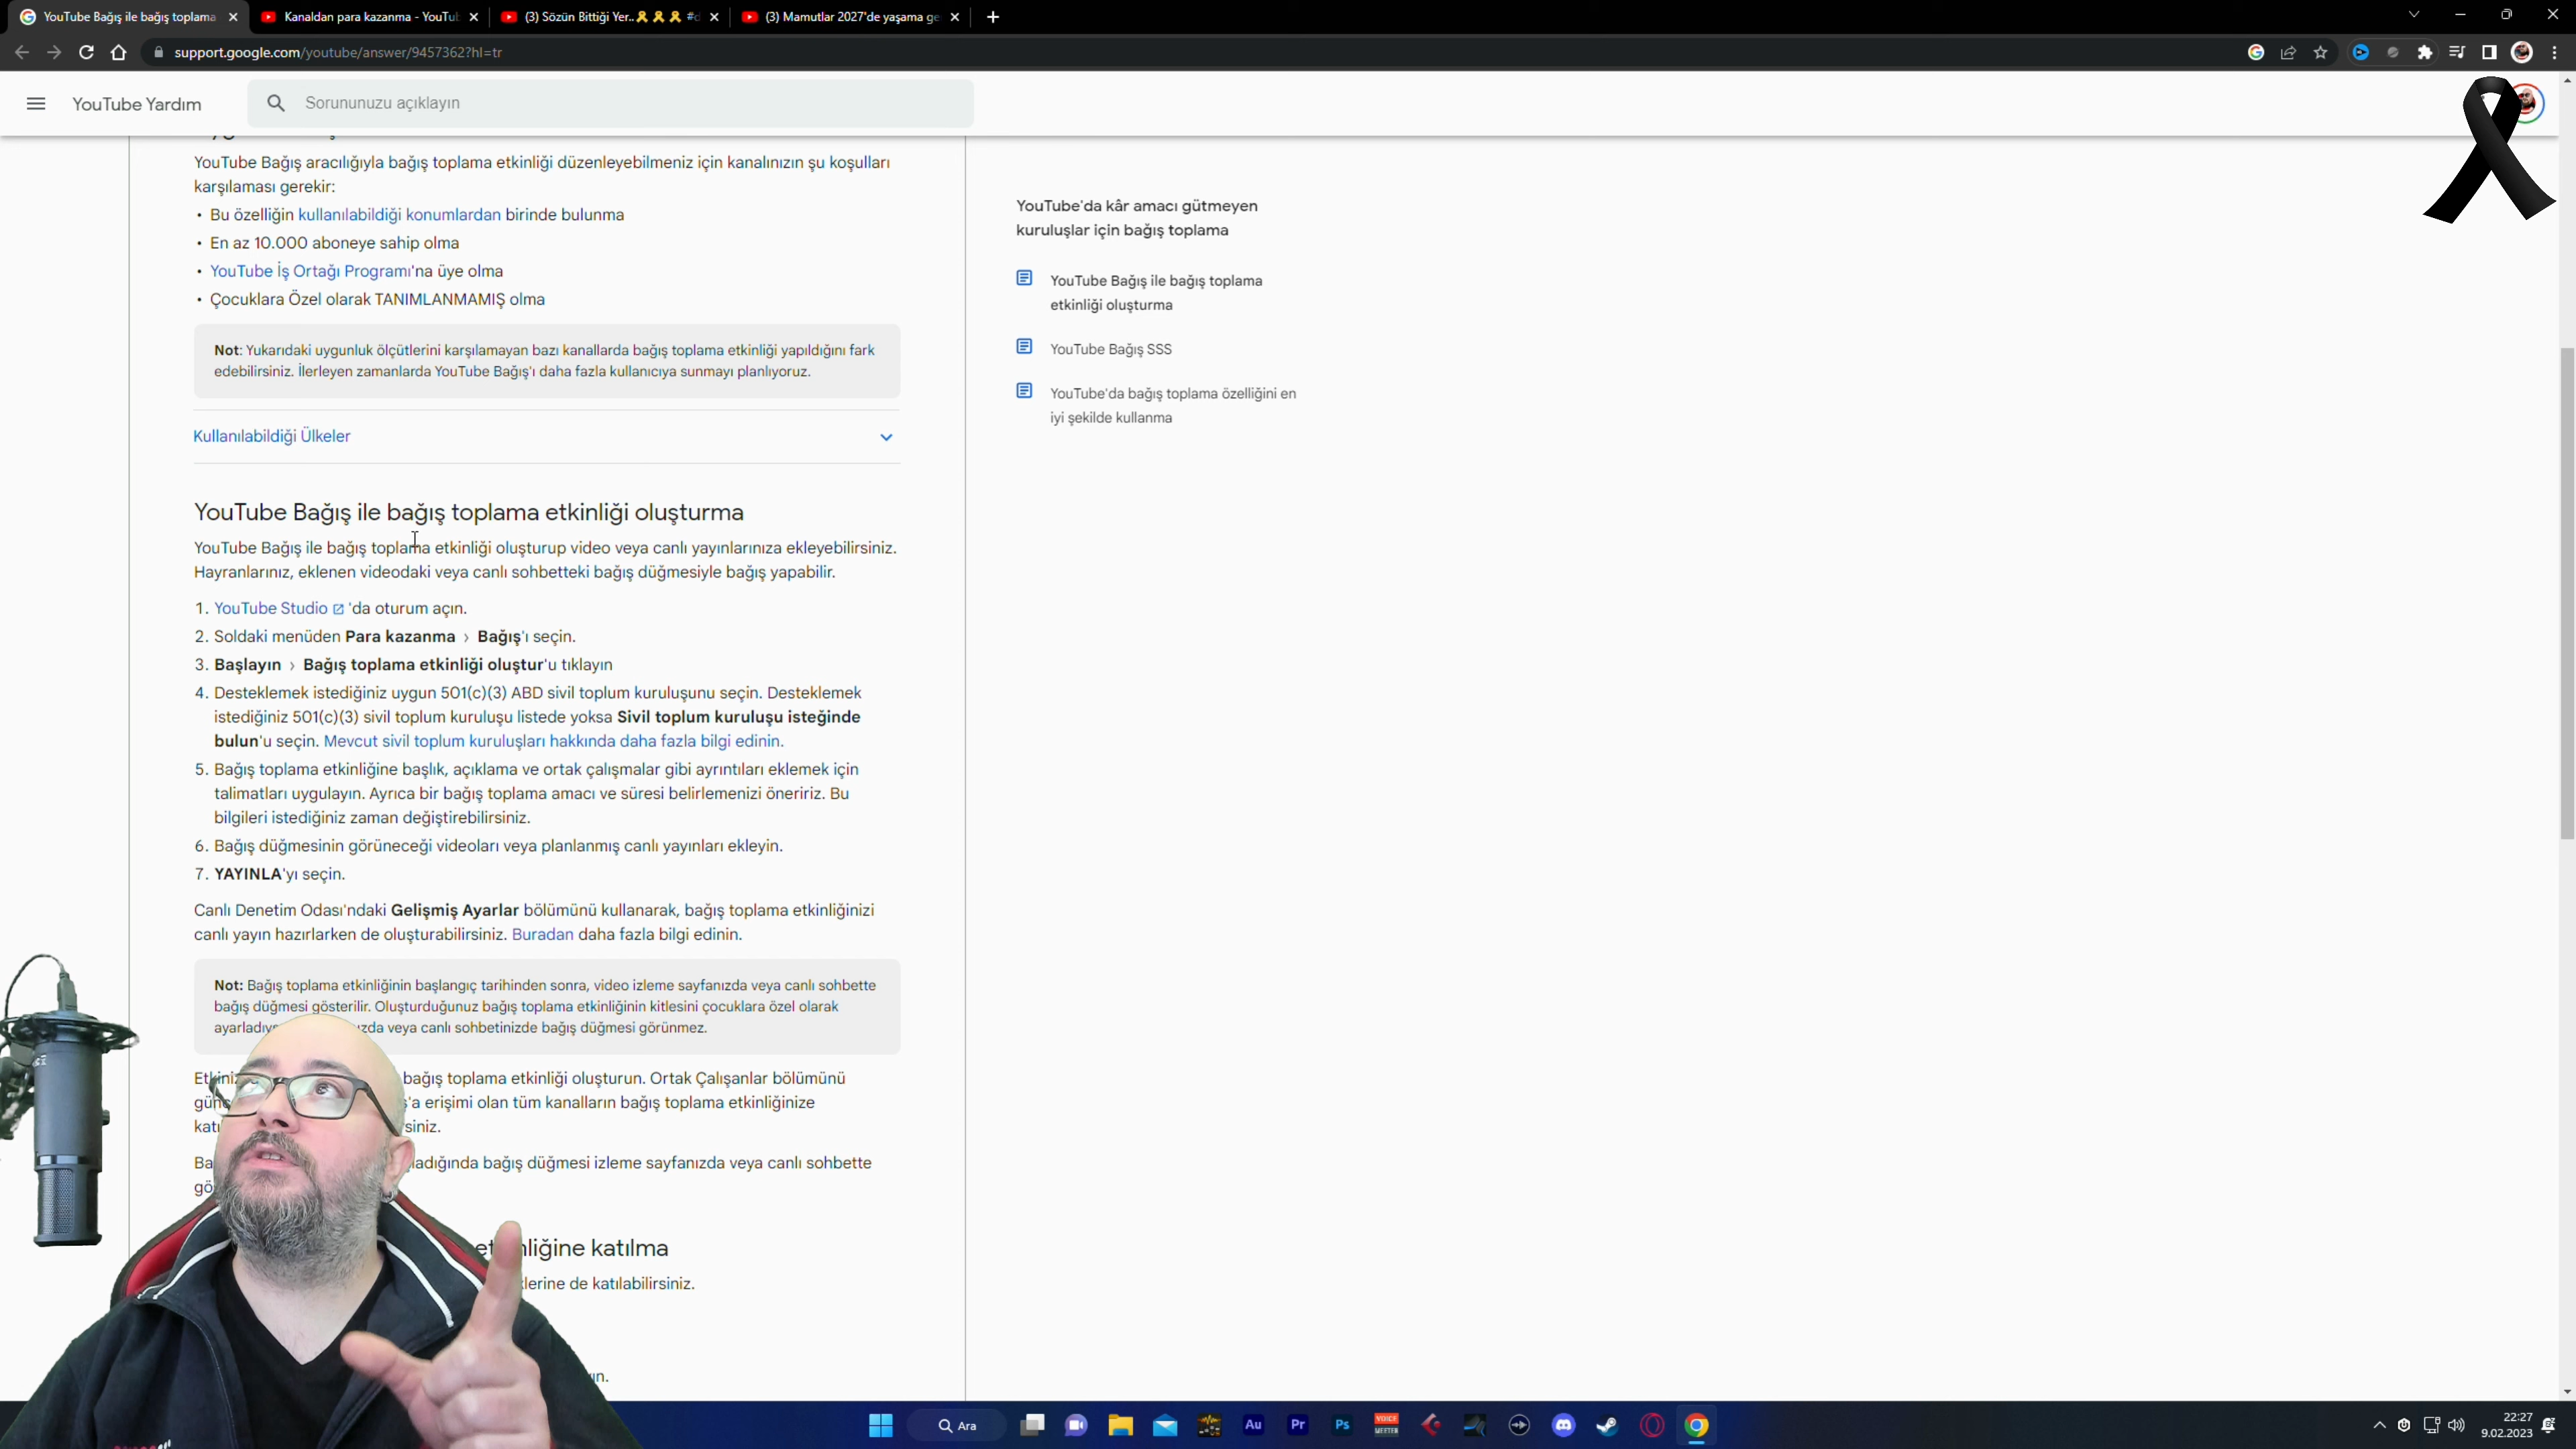 YouTube Bağış ile bağış toplama
Kanaldan para kazanma - YouTub
(3) Sözün Bittiği Yer..🎗🎗🎗 #d
(3) Mamutlar 2027'de yaşama ge
support.google.com/youtube/answer/9457362?hl=tr
YouTube Yardım
Sorununuzu açıklayın
YouTube Bağış aracılığıyla bağış toplama etkinliği düzenleyebilmeniz için kanalınızın şu koşulları
karşılaması gerekir:
• Bu özelliğin kullanılabildiği konumlardan birinde bulunma
• En az 10.000 aboneye sahip olma
• YouTube İş Ortağı Programı'na üye olma
• Çocuklara Özel olarak TANIMLANMAMIŞ olma
Not: Yukarıdaki uygunluk ölçütlerini karşılamayan bazı kanallarda bağış toplama etkinliği yapıldığını fark
edebilirsiniz. İlerleyen zamanlarda YouTube Bağış'ı daha fazla kullanıcıya sunmayı planlıyoruz.
Kullanılabildiği Ülkeler
YouTube Bağış ile bağış toplama etkinliği oluşturma
YouTube Bağış ile bağış toplama etkinliği oluşturup video veya canlı yayınlarınıza ekleyebilirsiniz.
Hayranlarınız, eklenen videodaki veya canlı sohbetteki bağış düğmesiyle bağış yapabilir.
1. YouTube Studio 'da oturum açın.
2. Soldaki menüden Para kazanma › Bağış'ı seçin.
3. Başlayın › Bağış toplama etkinliği oluştur'u tıklayın
4. Desteklemek istediğiniz uygun 501(c)(3) ABD sivil toplum kuruluşunu seçin. Desteklemek
istediğiniz 501(c)(3) sivil toplum kuruluşu listede yoksa Sivil toplum kuruluşu isteğinde
bulun'u seçin. Mevcut sivil toplum kuruluşları hakkında daha fazla bilgi edinin.
5. Bağış toplama etkinliğine başlık, açıklama ve ortak çalışmalar gibi ayrıntıları eklemek için
talimatları uygulayın. Ayrıca bir bağış toplama amacı ve süresi belirlemenizi öneririz. Bu
bilgileri istediğiniz zaman değiştirebilirsiniz.
6. Bağış düğmesinin görüneceği videoları veya planlanmış canlı yayınları ekleyin.
7. YAYINLA'yı seçin.
Canlı Denetim Odası'ndaki Gelişmiş Ayarlar bölümünü kullanarak, bağış toplama etkinliğinizi
canlı yayın hazırlarken de oluşturabilirsiniz. Buradan daha fazla bilgi edinin.
Not: Bağış toplama etkinliğinin başlangıç tarihinden sonra, video izleme sayfanızda veya canlı sohbette
bağış düğmesi gösterilir. Oluşturduğunuz bağış toplama etkinliğinin kitlesini çocuklara özel olarak
ayarladıys zda veya canlı sohbetinizde bağış düğmesi görünmez.
bağış toplama etkinliği oluşturun. Ortak Çalışanlar bölümünü
'a erişimi olan tüm kanalların bağış toplama etkinliğinize
siniz.
ladığında bağış düğmesi izleme sayfanızda veya canlı sohbette
liğine katılma
lerine de katılabilirsiniz.
YouTube'da kâr amacı gütmeyen
kuruluşlar için bağış toplama
YouTube Bağış ile bağış toplama
etkinliği oluşturma
YouTube Bağış SSS
YouTube'da bağış toplama özelliğini en
iyi şekilde kullanma
Ara
Au
Pr
Ps
VOICE
MEETER
22:27
9.02.2023